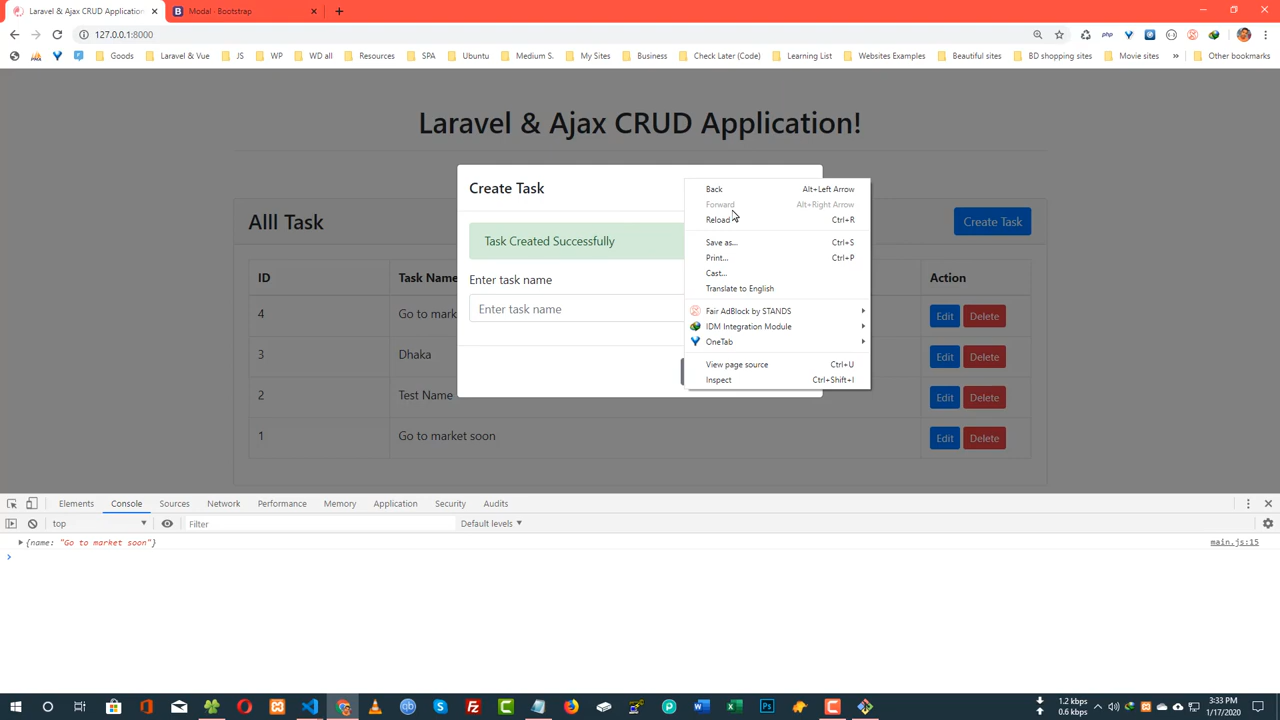 Laravel & Ajax CRUD Application!
Modal · Bootstrap
127.0.0.1:8000
Goods
Laravel & Vue
JS
WP
WD all
Resources
SPA
Ubuntu
Medium S.
My Sites
Business
Check Later (Code)
Learning List
Websites Examples
Beautiful sites
BD shopping sites
Movie sites
»
Other bookmarks
Laravel & Ajax CRUD Application!
Create Task
Alll Task
Create Task
Task Created Successfully
Enter task name
Enter task name
Back Alt+Left Arrow
Forward Alt+Right Arrow
Reload Ctrl+R
Save as... Ctrl+S
Print... Ctrl+P
Cast...
Translate to English
Fair AdBlock by STANDS
IDM Integration Module
OneTab
View page source Ctrl+U
Inspect Ctrl+Shift+I
ID Task Name Action
4 Go to mark Edit Delete
3 Dhaka Edit Delete
2 Test Name Edit Delete
1 Go to market soon Edit Delete
Elements Console Sources Network Performance Memory Application Security Audits
top Filter Default levels
{name: "Go to market soon"} main.js:15
1.2 kbps
0.6 kbps
3:33 PM
1/17/2020